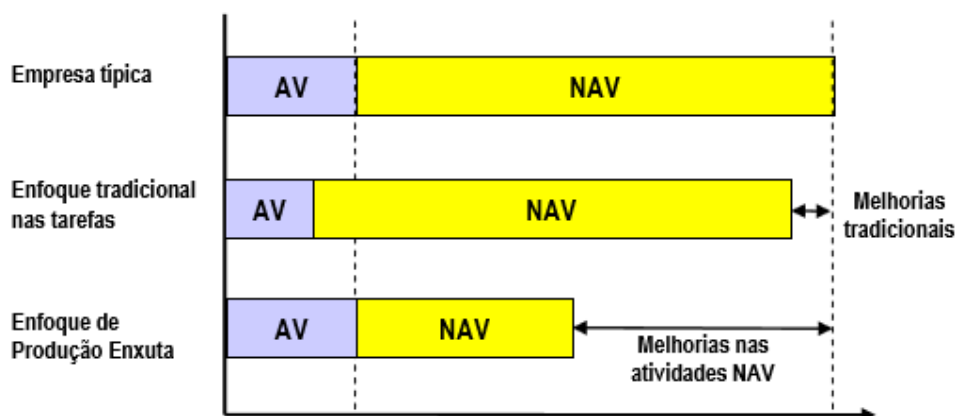 Empresa típica
AV
NAV
Enfoque tradicional
nas tarefas
AV
NAV
Melhorias
tradicionais
Enfoque de
Produção Enxuta
AV
NAV
Melhorias nas
atividades NAV